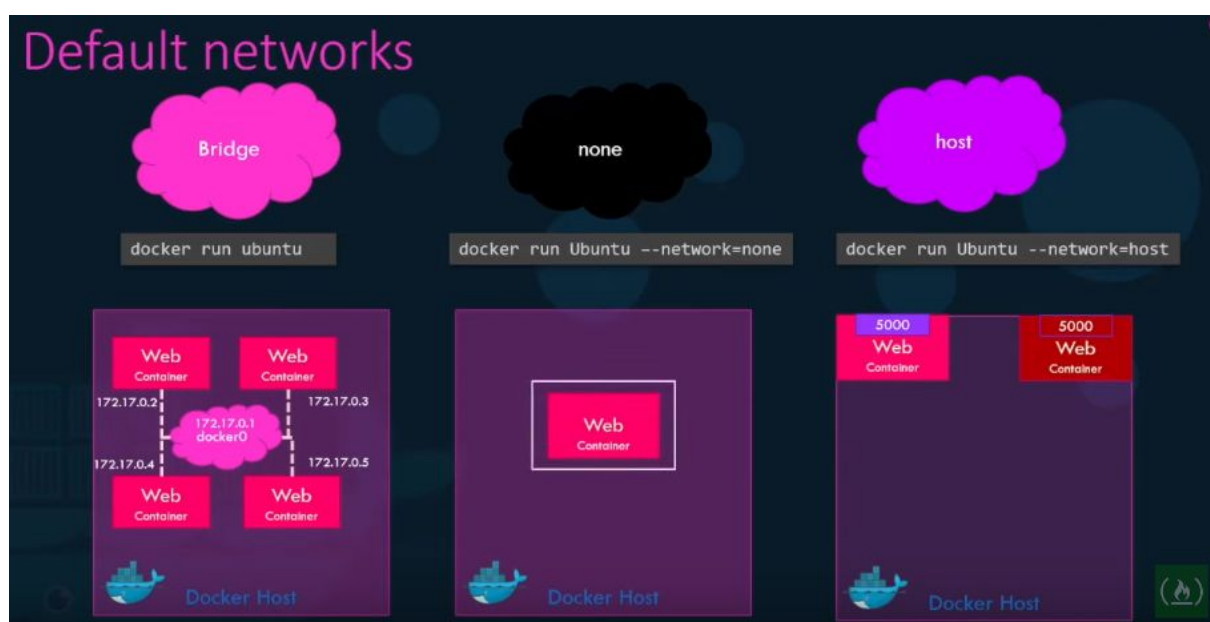 Default networks
Bridge
none
host
docker run ubuntu
docker run Ubuntu --network=none
docker run Ubuntu --network=host
Web
Container
Web
Container
172.17.0.2
172.17.0.3
172.17.0.1
docker0
172.17.0.4
172.17.0.5
Web
Container
Web
Container
Docker Host
Web
Container
Docker Host
5000
Web
Container
5000
Web
Container
Docker Host